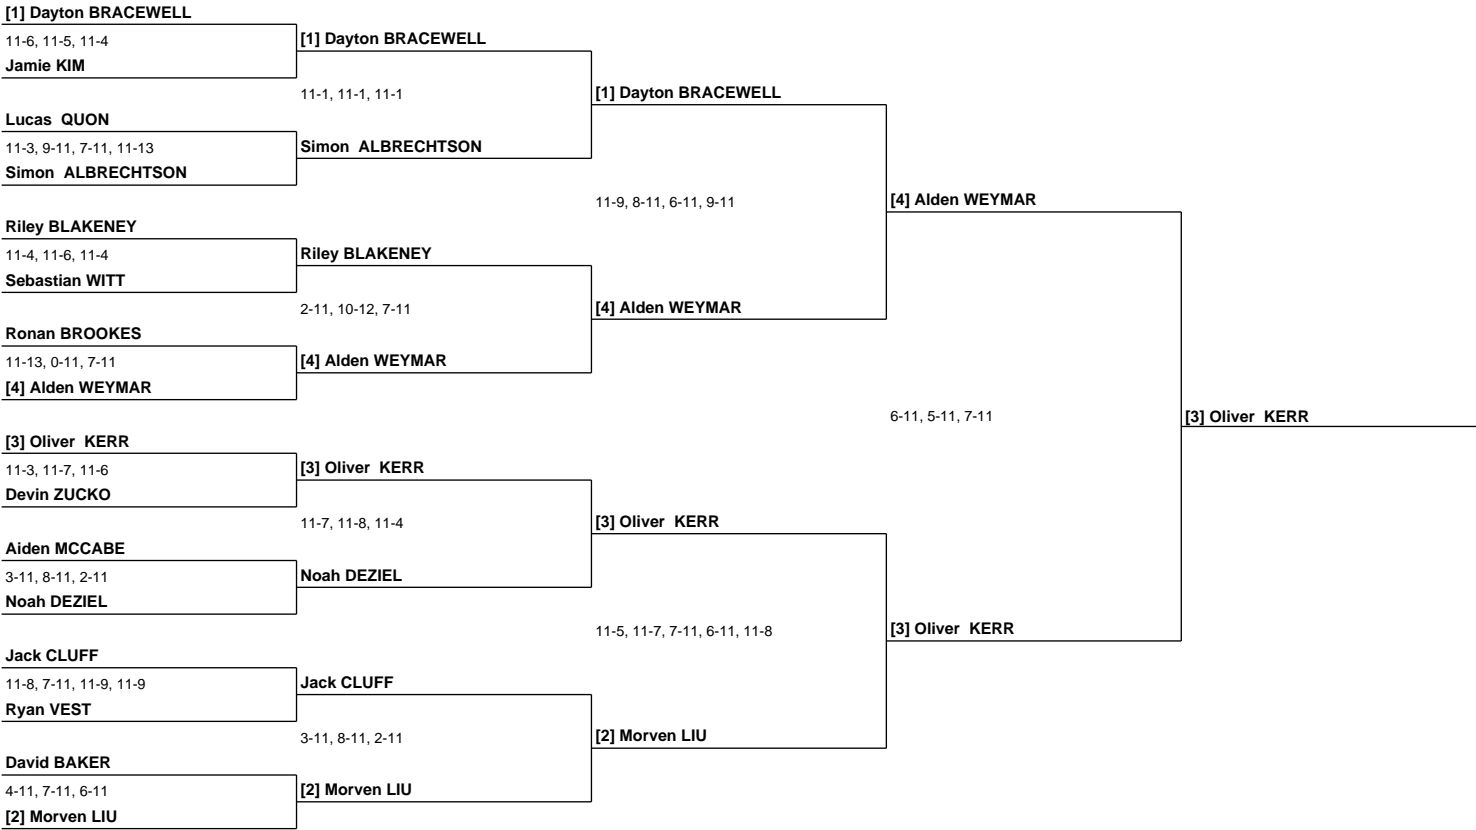 [1] Dayton BRACEWELL
11-6, 11-5, 11-4
[1] Dayton BRACEWELL
Jamie KIM
11-1, 11-1, 11-1
[1] Dayton BRACEWELL
Lucas QUON
11-3, 9-11, 7-11, 11-13
Simon ALBRECHTSON
Simon ALBRECHTSON
11-9, 8-11, 6-11, 9-11
[4] Alden WEYMAR
Riley BLAKENEY
11-4, 11-6, 11-4
Riley BLAKENEY
Sebastian WITT
2-11, 10-12, 7-11
[4] Alden WEYMAR
Ronan BROOKES
11-13, 0-11, 7-11
[4] Alden WEYMAR
[4] Alden WEYMAR
6-11, 5-11, 7-11
[3] Oliver KERR
[3] Oliver KERR
11-3, 11-7, 11-6
[3] Oliver KERR
Devin ZUCKO
11-7, 11-8, 11-4
[3] Oliver KERR
Aiden MCCABE
3-11, 8-11, 2-11
Noah DEZIEL
Noah DEZIEL
11-5, 11-7, 7-11, 6-11, 11-8
[3] Oliver KERR
Jack CLUFF
11-8, 7-11, 11-9, 11-9
Jack CLUFF
Ryan VEST
3-11, 8-11, 2-11
[2] Morven LIU
David BAKER
4-11, 7-11, 6-11
[2] Morven LIU
[2] Morven LIU